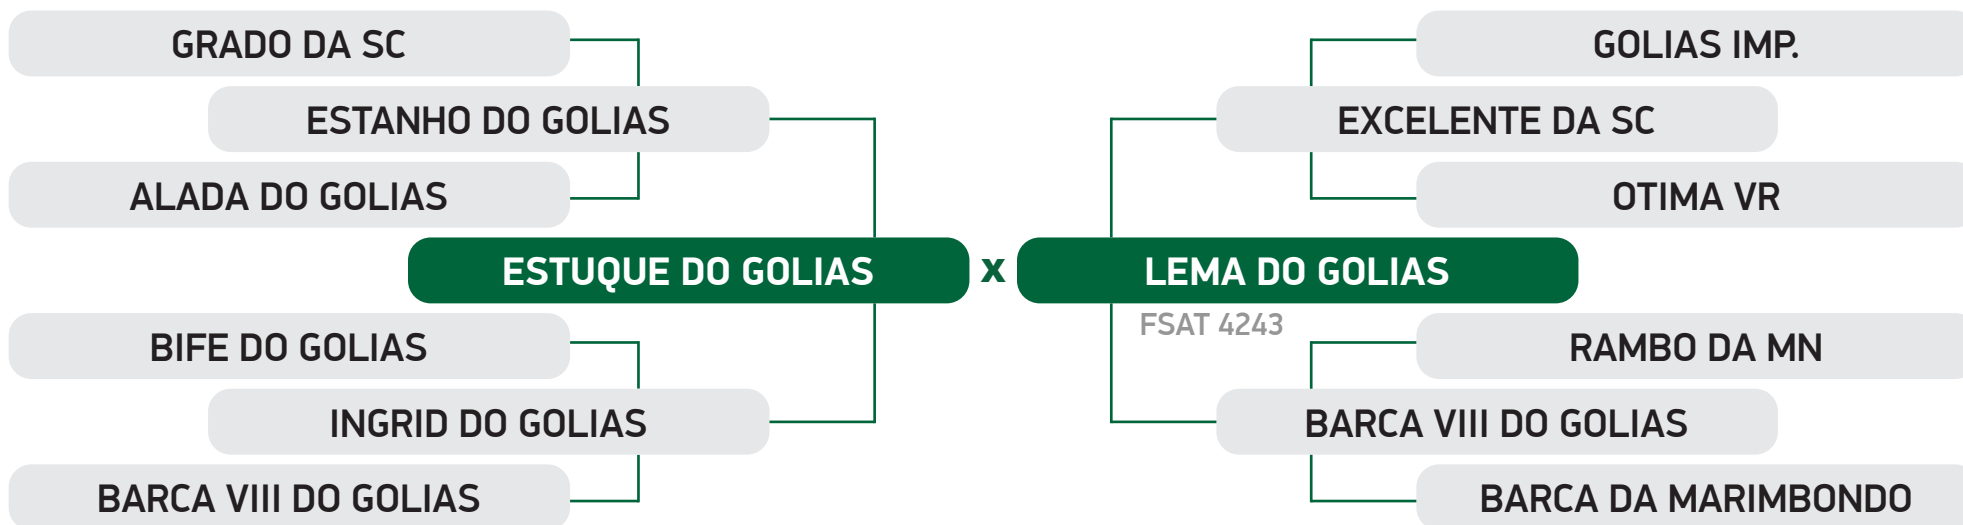 GRADO DA SC
GOLIAS IMP.
ESTANHO DO GOLIAS
EXCELENTE DA SC
ALADA DO GOLIAS
OTIMA VR
ESTUQUE DO GOLIAS x LEMA DO GOLIAS
FSAT 4243
BIFE DO GOLIAS
RAMBO DA MN
INGRID DO GOLIAS
BARCA VIII DO GOLIAS
BARCA VIII DO GOLIAS
BARCA DA MARIMBONDO